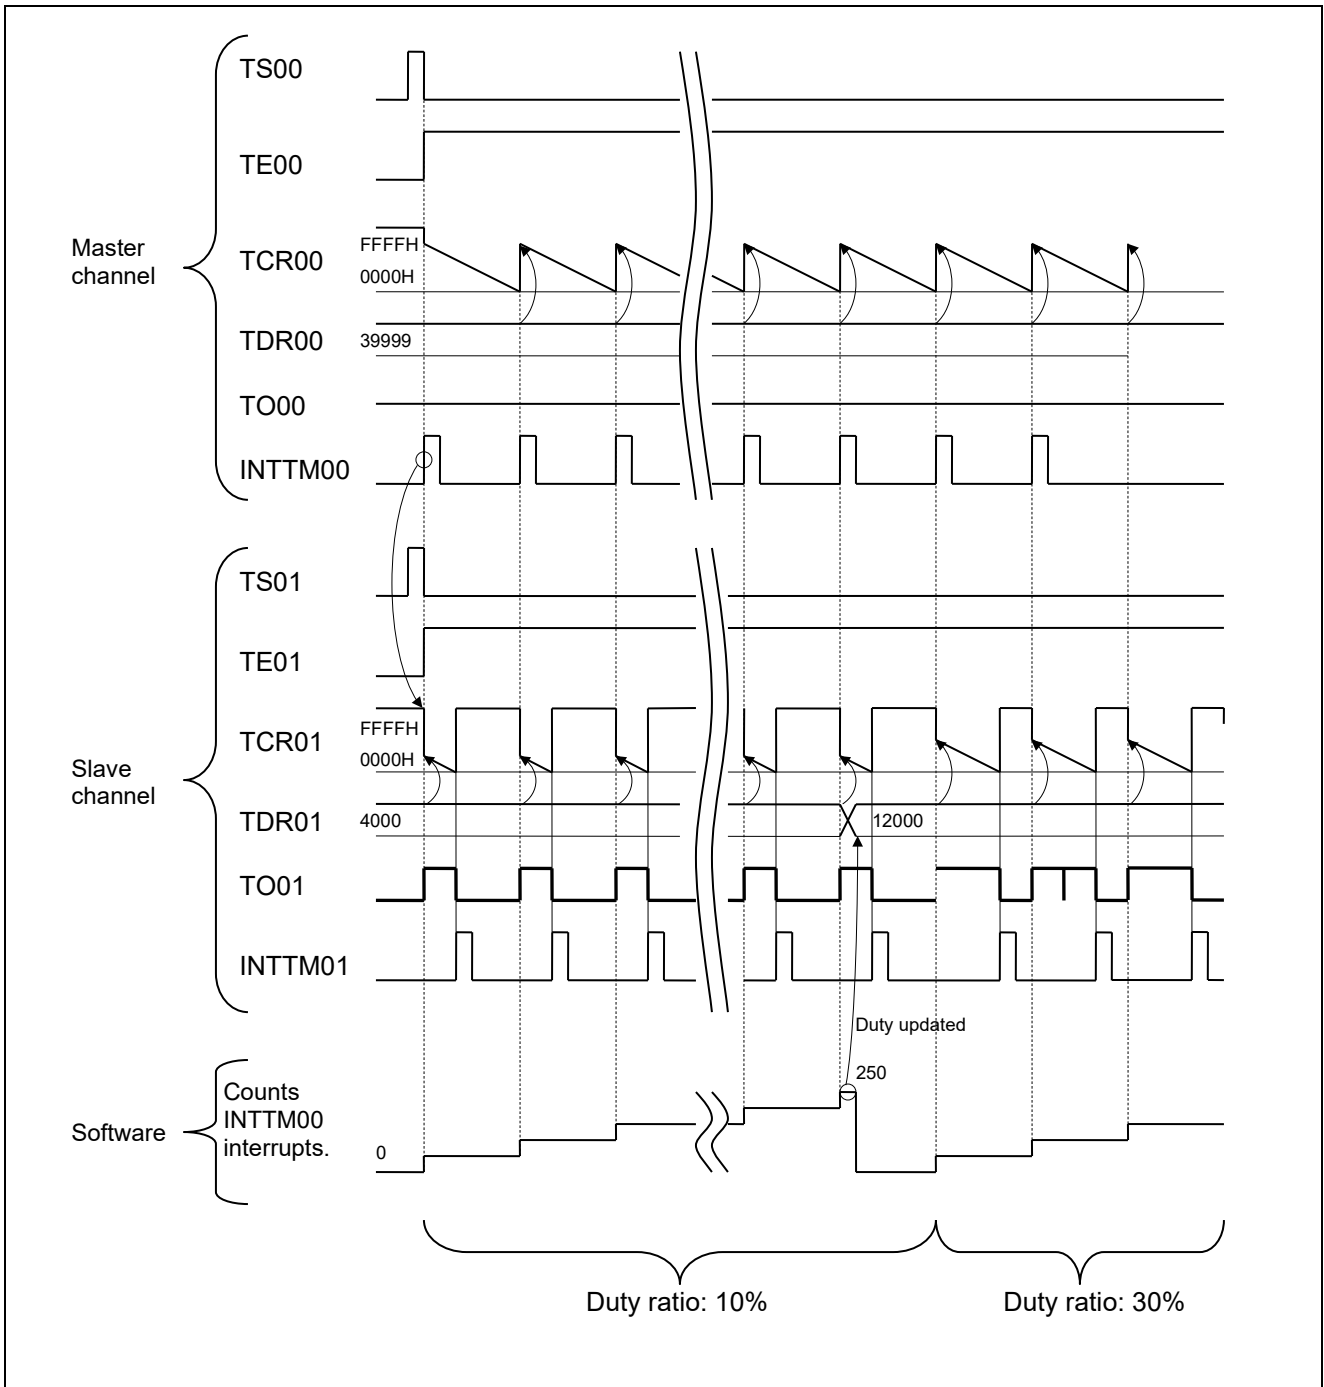 TS00
TE00
Master
channel
TCR00
FFFFH
0000H
TDR00
39999
TO00
INTTM00
TS01
TE01
TCR01
FFFFH
0000H
Slave
channel
TDR01
4000
12000
TO01
INTTM01
Duty updated
250
Software
Counts
INTTM00
interrupts.
0
Duty ratio: 10%
Duty ratio: 30%